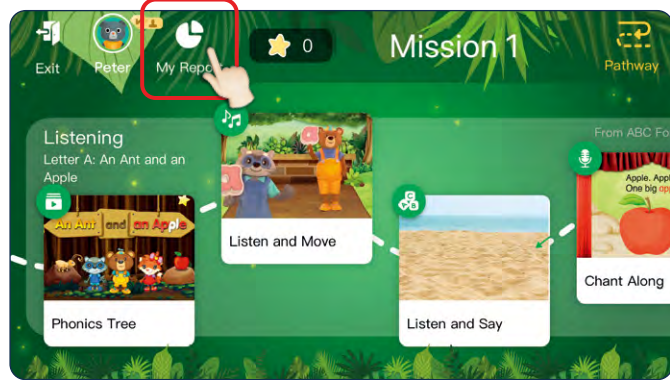 Exit
Peter
My Repor
0
Mission 1
Pathway
Listening
Letter A: An Ant and an
Apple
From ABC Fo
An Ant and an Apple
Phonics Tree
Listen and Move
Listen and Say
Apple. Appl
One big app
Chant Along